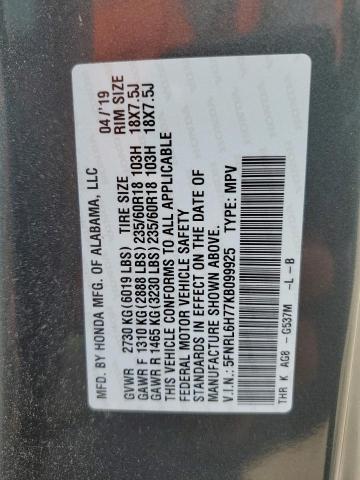 MFD. BY HONDA MFG. OF ALABAMA, LLC 04/'19
GVWR 2730 KG(6019 LBS) TIRE SIZE RIM SIZE
GAWR F 1310 KG(2888 LBS) 235/60R18 103H 18X7.5J
GAWR R 1465 KG(3230 LBS) 235/60R18 103H 18X7.5J
THIS VEHICLE CONFORMS TO ALL APPLICABLE
FEDERAL MOTOR VEHICLE SAFETY
STANDARDS IN EFFECT ON THE DATE OF
MANUFACTURE SHOWN ABOVE.
V.I.N.: 5FNRL6H77KB099925 TYPE: MPV
THR K AG8 -G537M -L -B